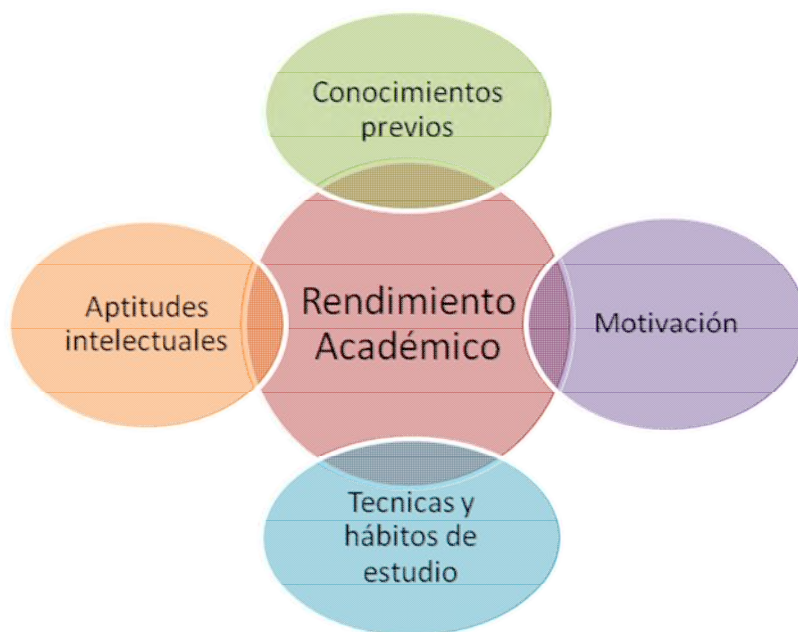 Conocimientos
previos
Aptitudes
intelectuales
Rendimiento
Académico
Motivación
Tecnicas y
hábitos de
estudio